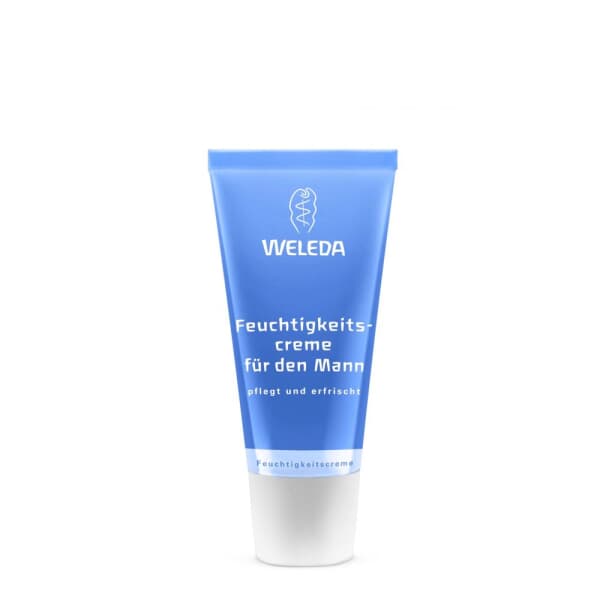 WELEDA
Feuchtigkeits-
creme
für den Mann
pflegt und erfrischt
Feuchtigkeitscreme